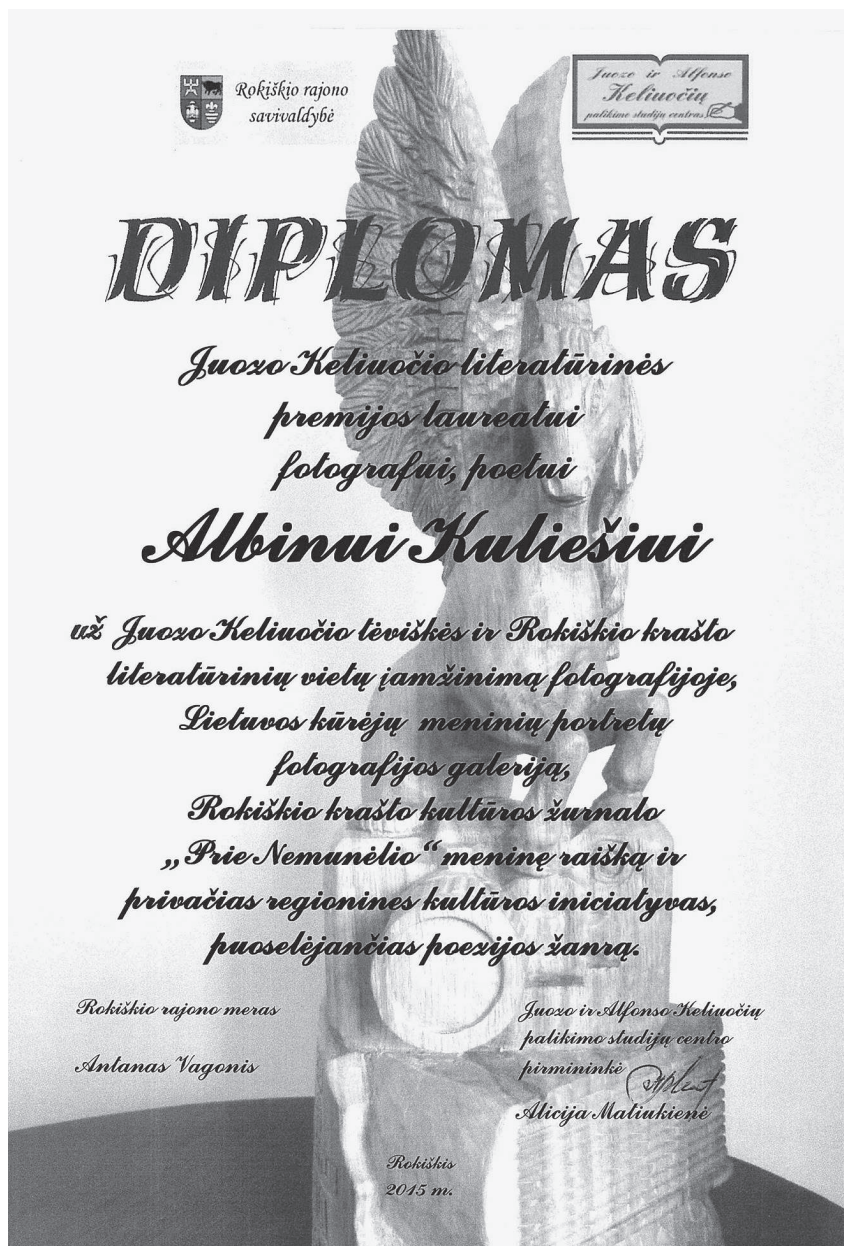 Rokiškio rajono
savivaldybė
Juozo ir Alfonso
Keliuočių
palikimo studijų centras
DIPLOMAS
Juozo Keliuočio literatūrinės
premijos laureatui
fotografui, poetui
Albinui Kuliešiui
už Juozo Keliuočio tėviškės ir Rokiškio krašto
literatūrinių vietų įamžinimą fotografijoje,
Lietuvos kūrėjų meninių portretų
fotografijos galeriją,
Rokiškio krašto kultūros žurnalo
„Prie Nemunėlio“ meninę raišką ir
privačias regionines kultūros iniciatyvas,
puoselėjančias poezijos žanrą.
Rokiškio rajono meras
Antanas Vagonis
Juozo ir Alfonso Keliuočių
palikimo studijų centro
pirmininkė
Alicija Matiukienė
Rokiškis
2015 m.